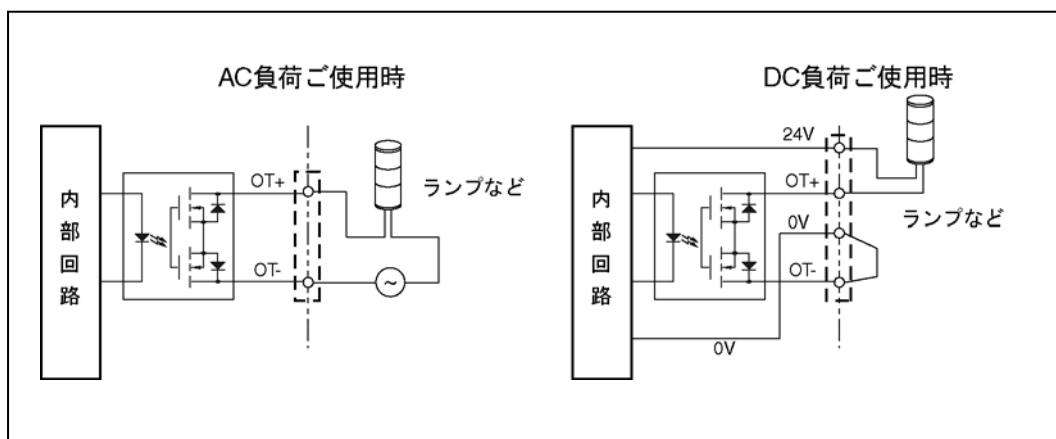 AC負荷ご使用時
内部回路
OT+
OT-
ランプなど
~
DC負荷ご使用時
内部回路
24V
OT+
0V
OT-
0V
ランプなど